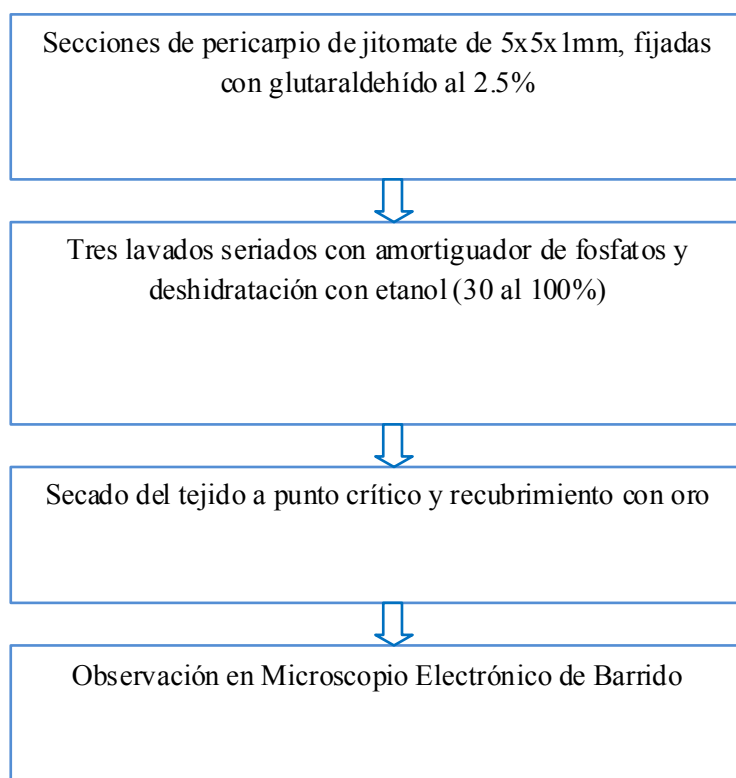 Secciones de pericarpio de jitomate de 5x5x1mm, fijadas
con glutaraldehído al 2.5%
Tres lavados seriados con amortiguador de fosfatos y
deshidratación con etanol (30 al 100%)
Secado del tejido a punto crítico y recubrimiento con oro
Observación en Microscopio Electrónico de Barrido